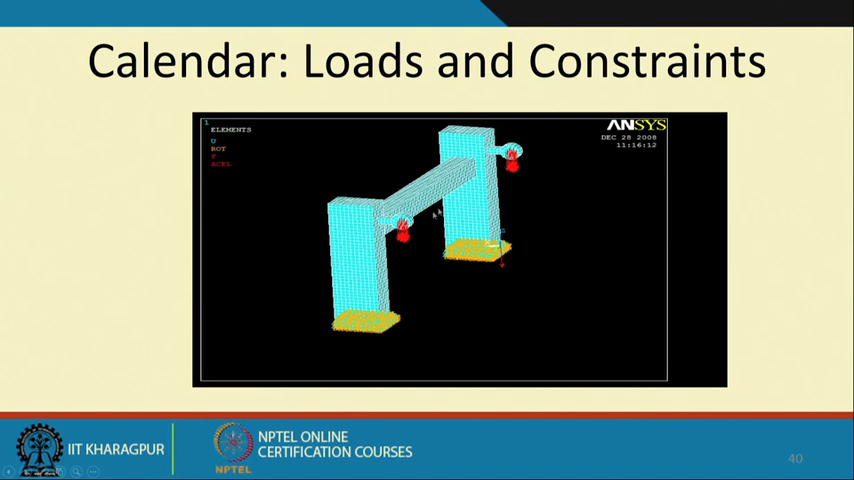 Calendar: Loads and Constraints
1
ELEMENTS
U
ROT
F
ACEL
ANSYS
DEC 28 2008
11:16:12
IIT KHARAGPUR
NPTEL
NPTEL ONLINE
CERTIFICATION COURSES
40